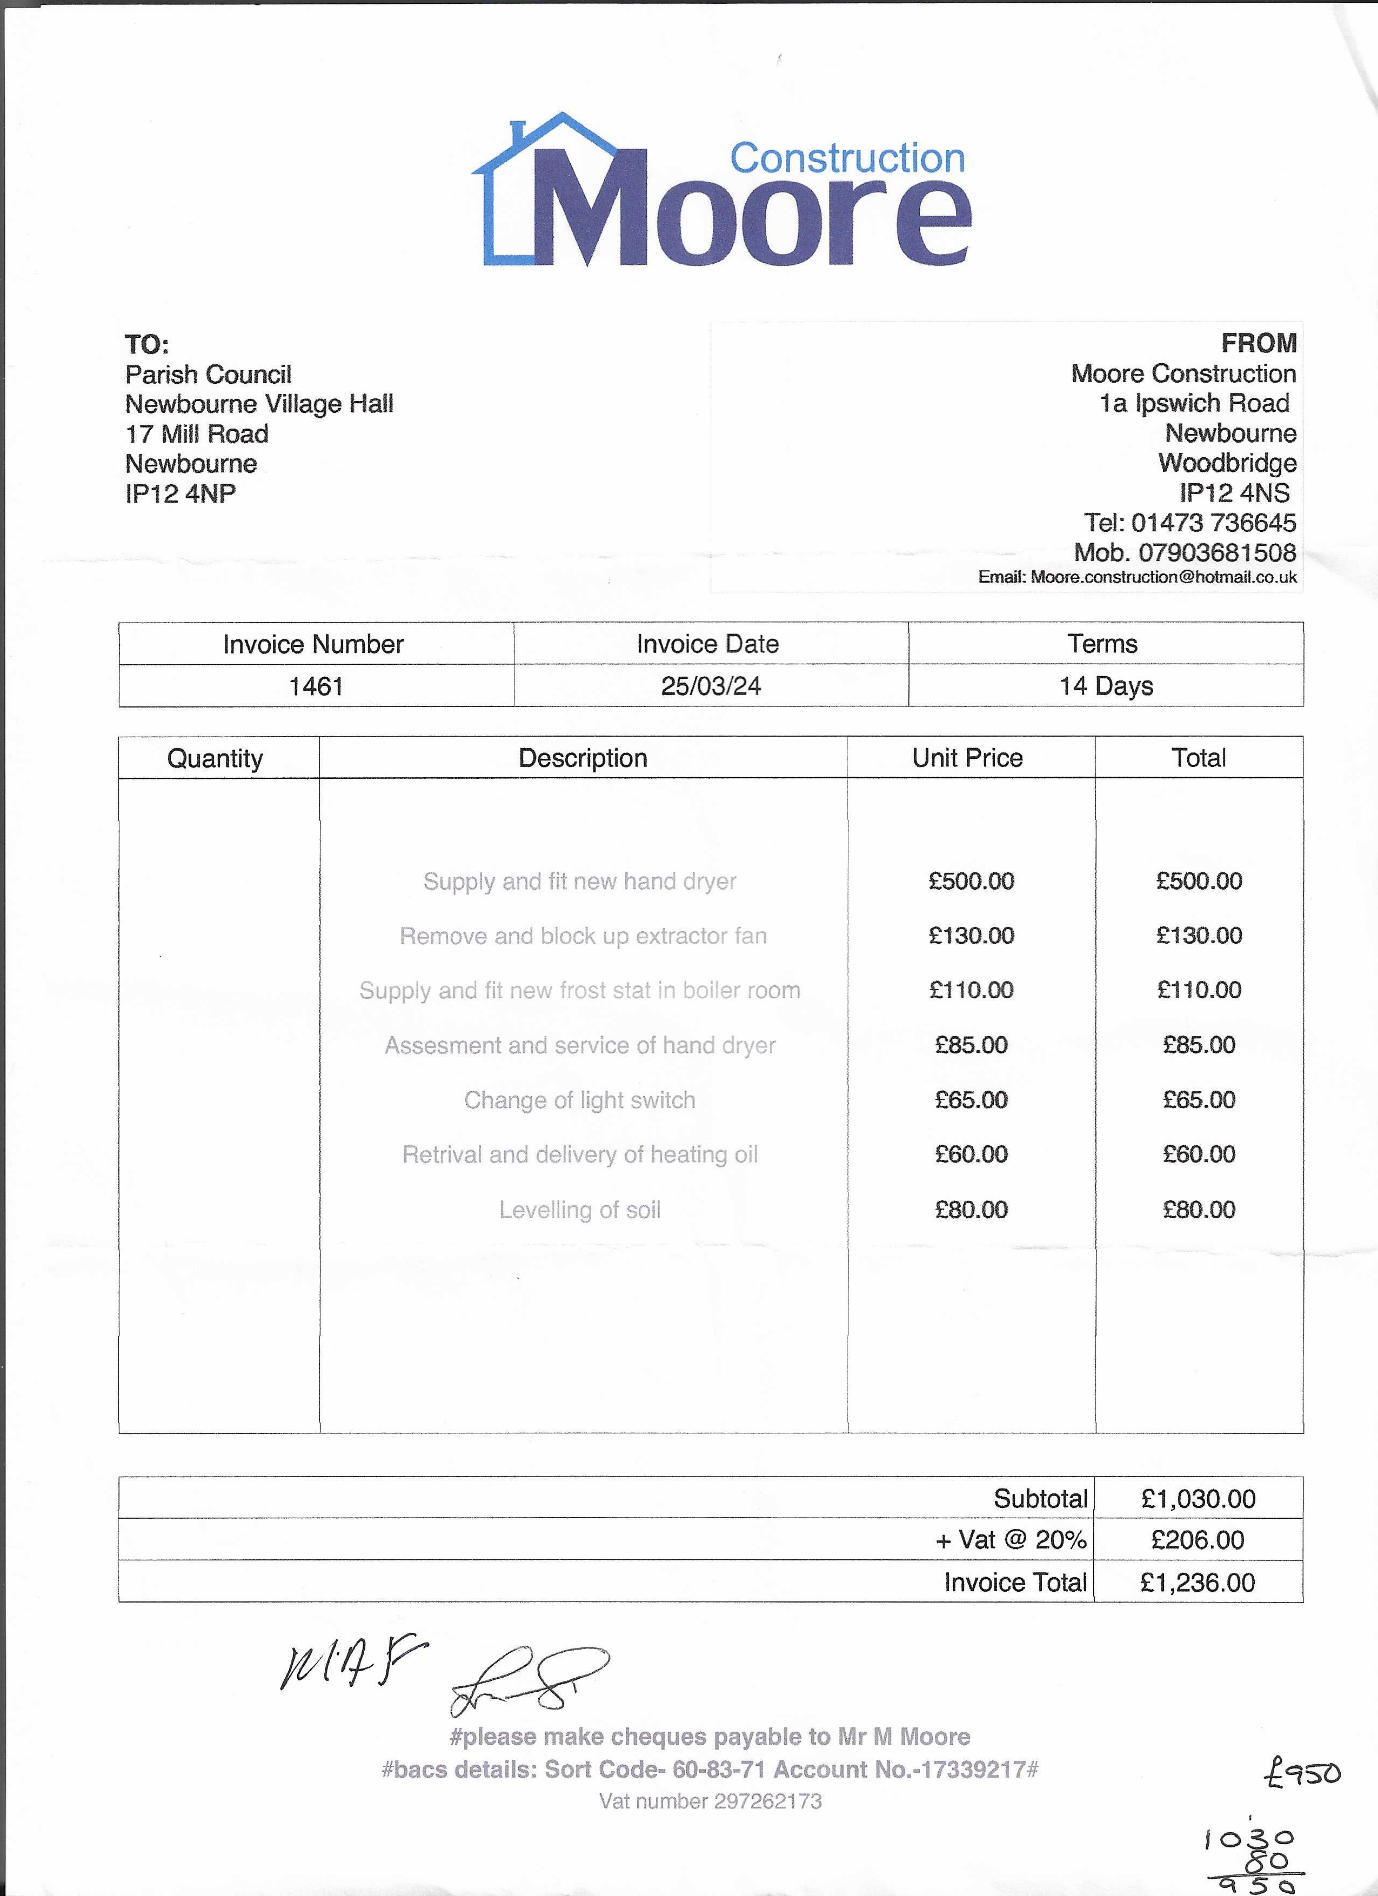 Construction
Moore
TO:
Parish Council
Newbourne Village Hall
17 Mill Road
Newbourne
IP12 4NP
FROM
Moore Construction
1a Ipswich Road
Newbourne
Woodbridge
IP12 4NS
Tel: 01473 736645
Mob. 07903681508
Email: Moore.construction@hotmail.co.uk
Invoice Number Invoice Date Terms
1461 25/03/24 14 Days
Quantity Description Unit Price Total
Supply and fit new hand dryer £500.00 £500.00
Remove and block up extractor fan £130.00 £130.00
Supply and fit new frost stat in boiler room £110.00 £110.00
Assesment and service of hand dryer £85.00 £85.00
Change of light switch £65.00 £65.00
Retrival and delivery of heating oil £60.00 £60.00
Levelling of soil £80.00 £80.00
Subtotal £1,030.00
+ Vat @ 20% £206.00
Invoice Total £1,236.00
#please make cheques payable to Mr M Moore
#bacs details: Sort Code- 60-83-71 Account No.-17339217#
Vat number 297262173
£950
1030
80
950